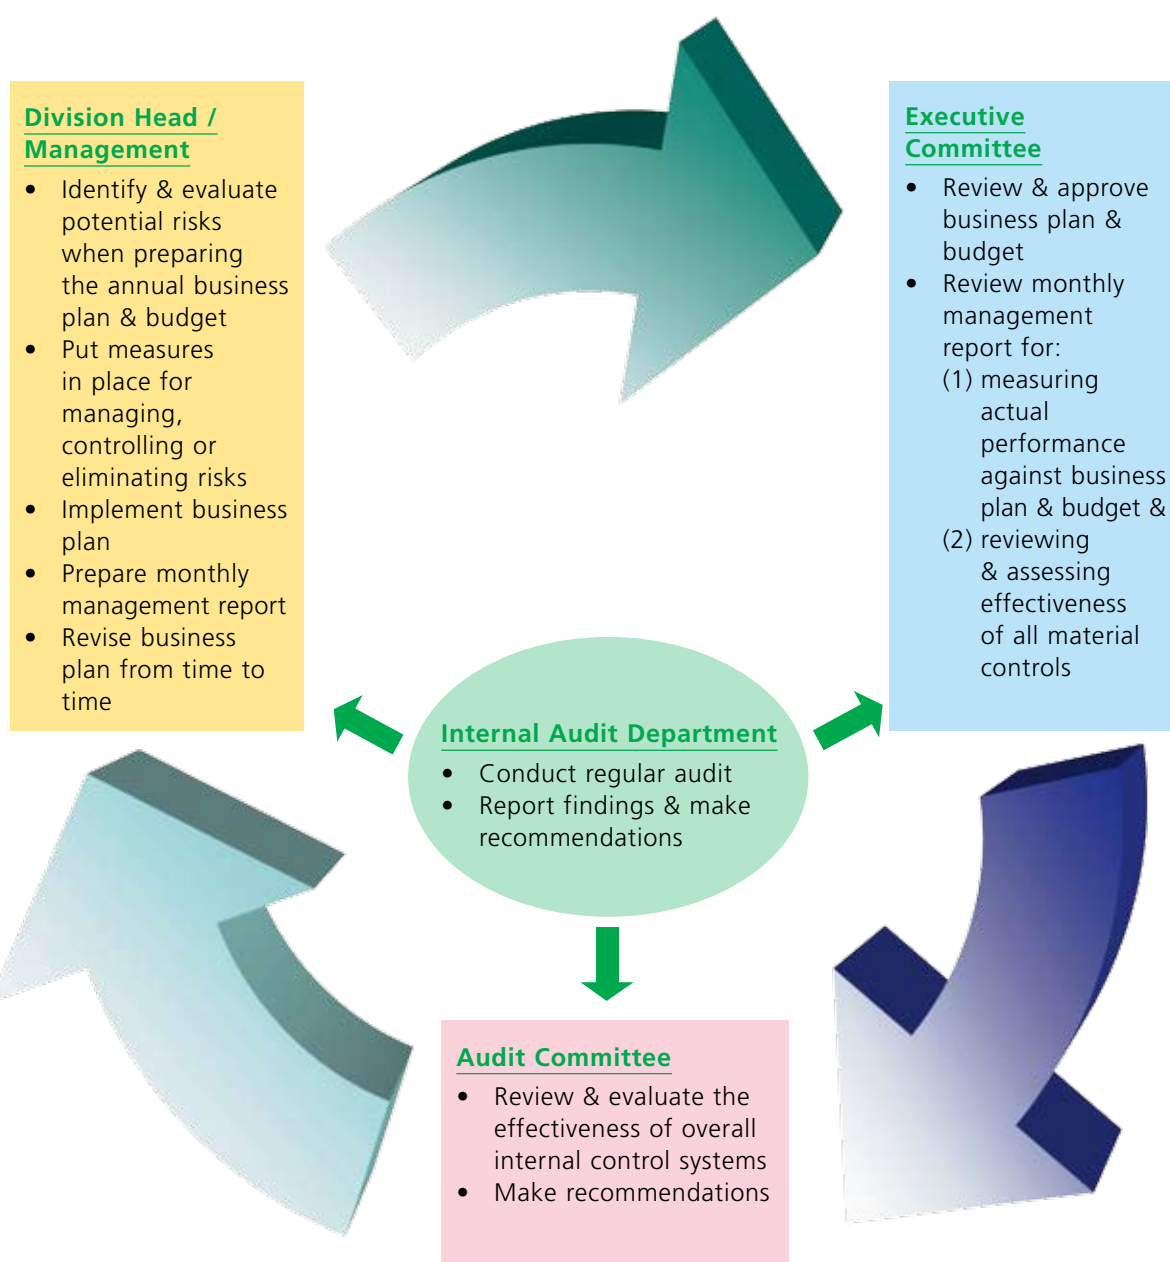 Division Head /
Management
• Identify & evaluate
potential risks
when preparing
the annual business
plan & budget
• Put measures
in place for
managing,
controlling or
eliminating risks
• Implement business
plan
• Prepare monthly
management report
• Revise business
plan from time to
time
Executive
Committee
• Review & approve
business plan &
budget
• Review monthly
management
report for:
(1) measuring
actual
performance
against business
plan & budget &
(2) reviewing
& assessing
effectiveness
of all material
controls
Internal Audit Department
• Conduct regular audit
• Report findings & make
recommendations
Audit Committee
• Review & evaluate the
effectiveness of overall
internal control systems
• Make recommendations